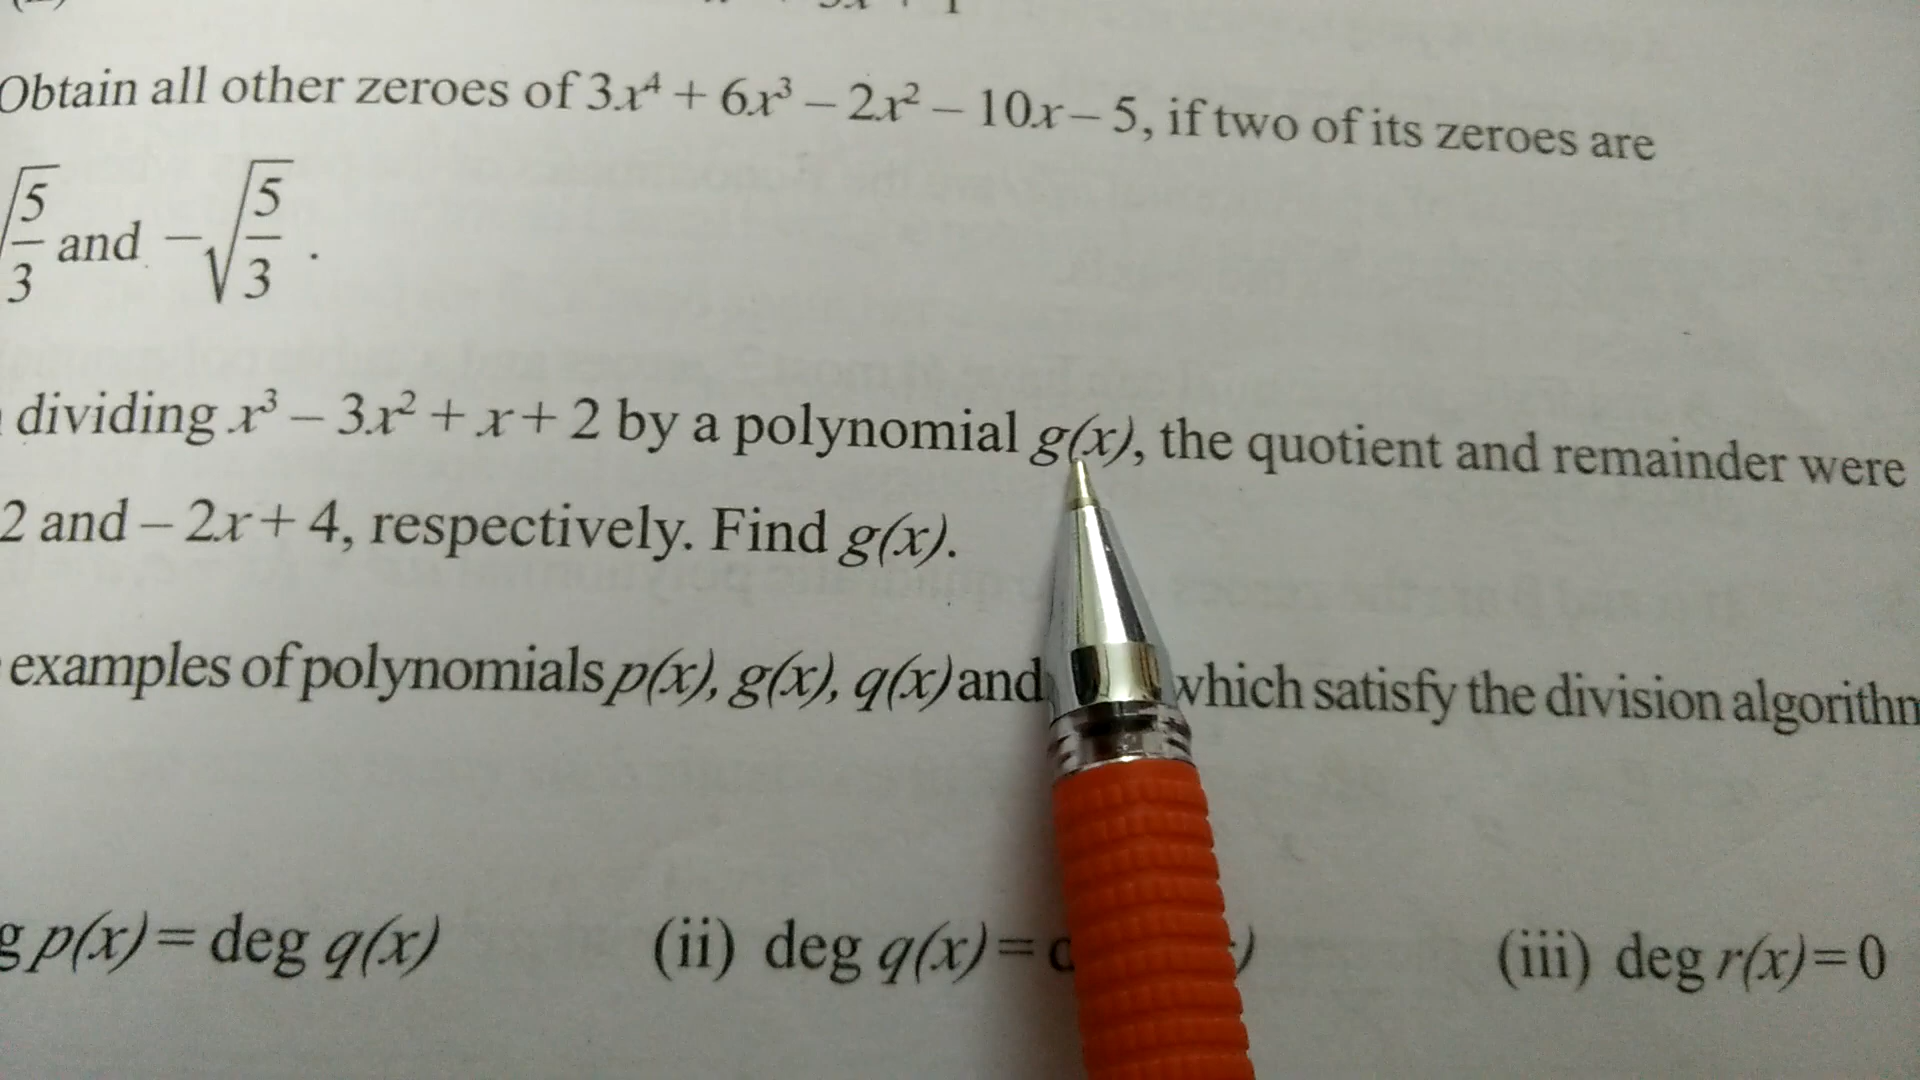 Obtain all other zeroes of 3x⁴ + 6x³ – 2x² – 10x – 5, if two of its zeroes are
√(5/3) and –√(5/3) .
dividing x³ – 3x² + x + 2 by a polynomial g(x), the quotient and remainder were
2 and – 2x + 4, respectively. Find g(x).
examples of polynomials p(x), g(x), q(x) and which satisfy the division algorithm
p(x) = deg q(x) (ii) deg q(x) = (iii) deg r(x) = 0